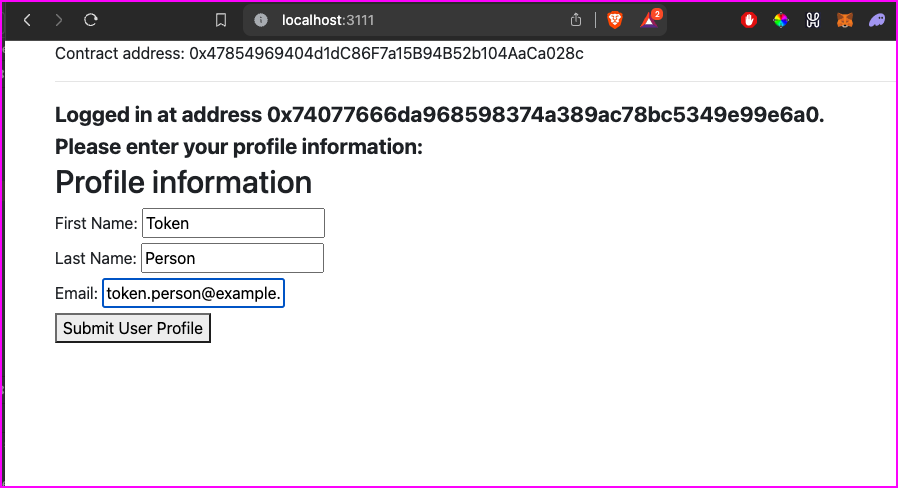 localhost:3111
2
Contract address: 0x47854969404d1dC86F7a15B94B52b104AaCa028c
Logged in at address 0x74077666da968598374a389ac78bc5349e99e6a0.
Please enter your profile information:
Profile information
First Name: Token
Last Name: Person
Email: token.person@example.
Submit User Profile